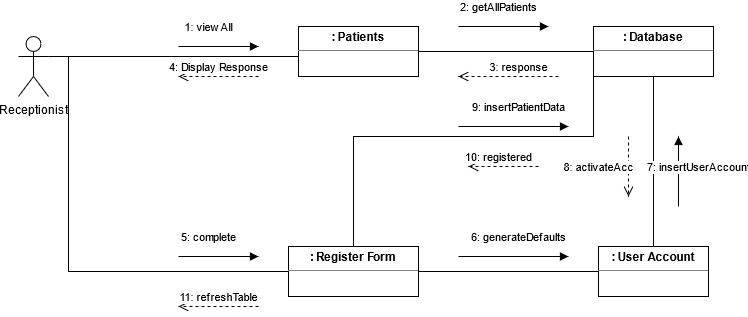 2: getAllPatients
1: view All
: Patients
: Database
4: Display Response
3: response
Receptionist
9: insertPatientData
10: registered
8: activateAcc
7: insertUserAccount
5: complete
6: generateDefaults
: Register Form
: User Account
11: refreshTable